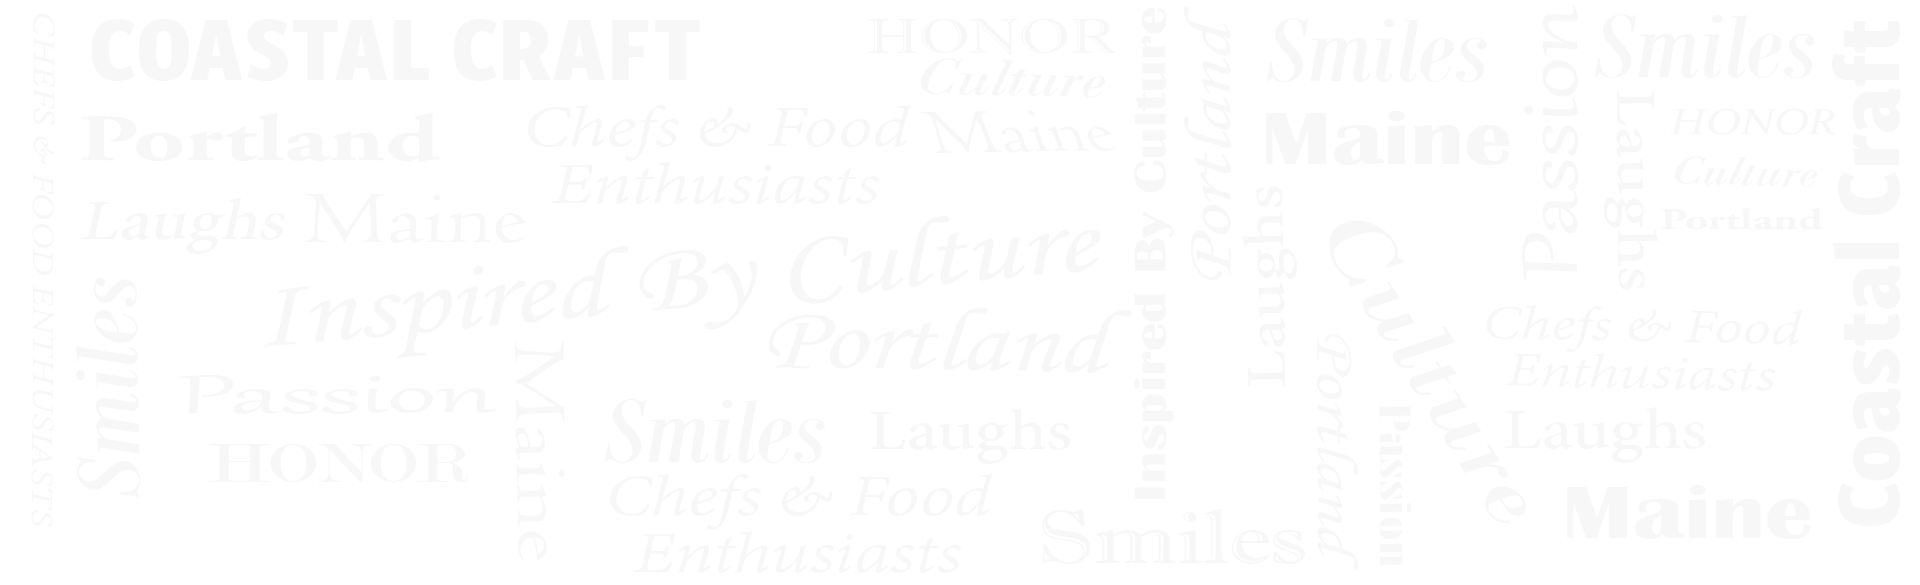 CHEFS & FOOD ENTHUSIASTS
COASTAL CRAFT
HONOR
Culture
Portland
Chefs & Food
Enthusiasts
Maine
Laughs
Maine
Inspired By Culture
Portland
Smiles
Passion
HONOR
Maine
Smiles
Laughs
Chefs & Food
Enthusiasts
Smiles
Inspired By Culture
Portland
Smiles
Maine
Laughs
Culture
Portland
Passion
Passion
Smiles
Laughs
HONOR
Culture
Portland
Chefs & Food
Enthusiasts
Laughs
Maine
Coastal Craft